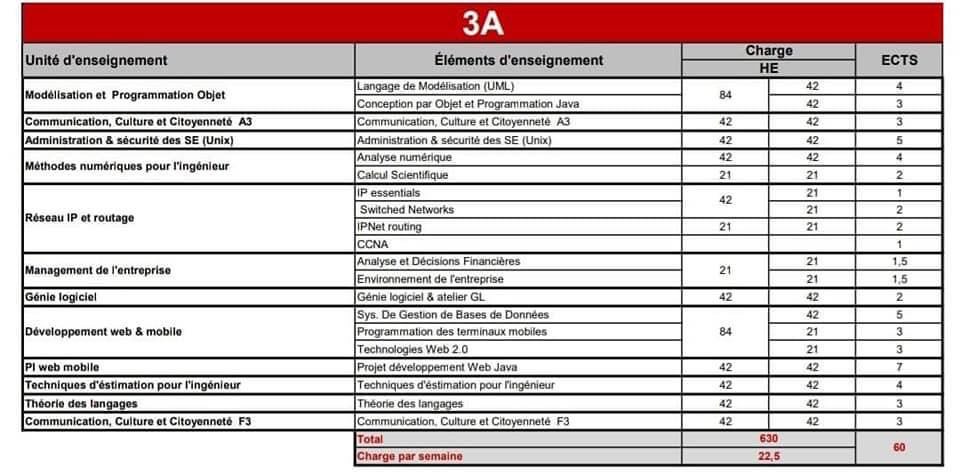 3A
Unité d'enseignement Éléments d'enseignement Charge HE ECTS
Modélisation et Programmation Objet Langage de Modélisation (UML) 84 42 4
Conception par Objet et Programmation Java 42 3
Communication, Culture et Citoyenneté A3 Communication, Culture et Citoyenneté A3 42 42 3
Administration & sécurité des SE (Unix) Administration & sécurité des SE (Unix) 42 42 5
Méthodes numériques pour l'ingénieur Analyse numérique 42 42 4
Calcul Scientifique 21 21 2
Réseau IP et routage IP essentials 42 21 1
Switched Networks 21 2
IPNet routing 21 21 2
CCNA 1
Management de l'entreprise Analyse et Décisions Financières 21 21 1,5
Environnement de l'entreprise 21 1,5
Génie logiciel Génie logiciel & atelier GL 42 42 2
Développement web & mobile Sys. De Gestion de Bases de Données 84 42 5
Programmation des terminaux mobiles 21 3
Technologies Web 2.0 21 3
PI web mobile Projet développement Web Java 42 42 7
Techniques d'éstimation pour l'ingénieur Techniques d'éstimation pour l'ingénieur 42 42 4
Théorie des langages Théorie des langages 42 42 3
Communication, Culture et Citoyenneté F3 Communication, Culture et Citoyenneté F3 42 42 3
Total 630 60
Charge par semaine 22,5